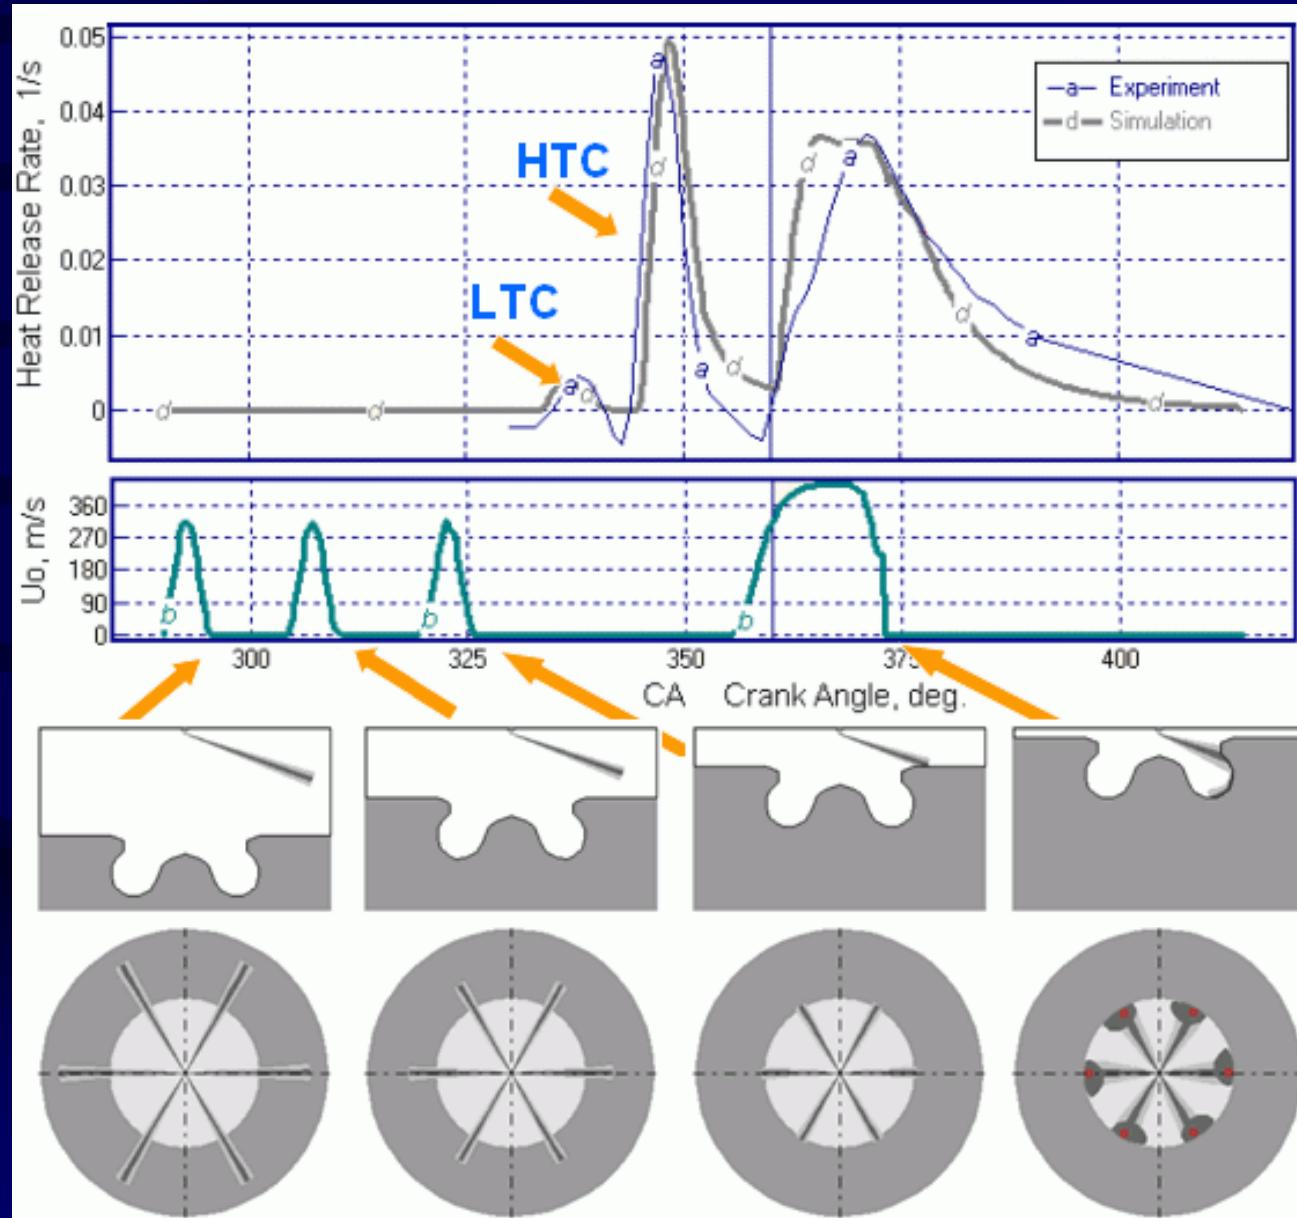 Heat Release Rate, 1/s
0.05
0.04
0.03
0.02
0.01
0
HTC
LTC
a Experiment
d Simulation
a
a
a
a
a
d
d
d
d
d
d
d
d
Uo, m/s
360
270
180
90
0
b
b
b
300
325
350
375
400
CA Crank Angle, deg.